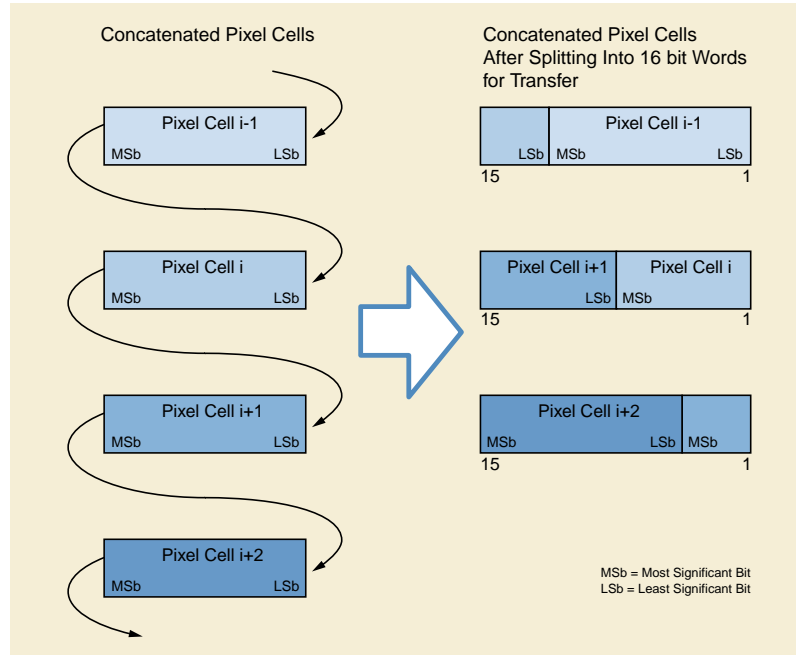 Concatenated Pixel Cells
Pixel Cell i-1
MSb LSb
Pixel Cell i
MSb LSb
Pixel Cell i+1
MSb LSb
Pixel Cell i+2
MSb LSb
Concatenated Pixel Cells
After Splitting Into 16 bit Words
for Transfer
Pixel Cell i-1
LSb MSb LSb
15 1
Pixel Cell i+1 Pixel Cell i
LSb MSb
15 1
Pixel Cell i+2
MSb LSb MSb
15 1
MSb = Most Significant Bit
LSb = Least Significant Bit